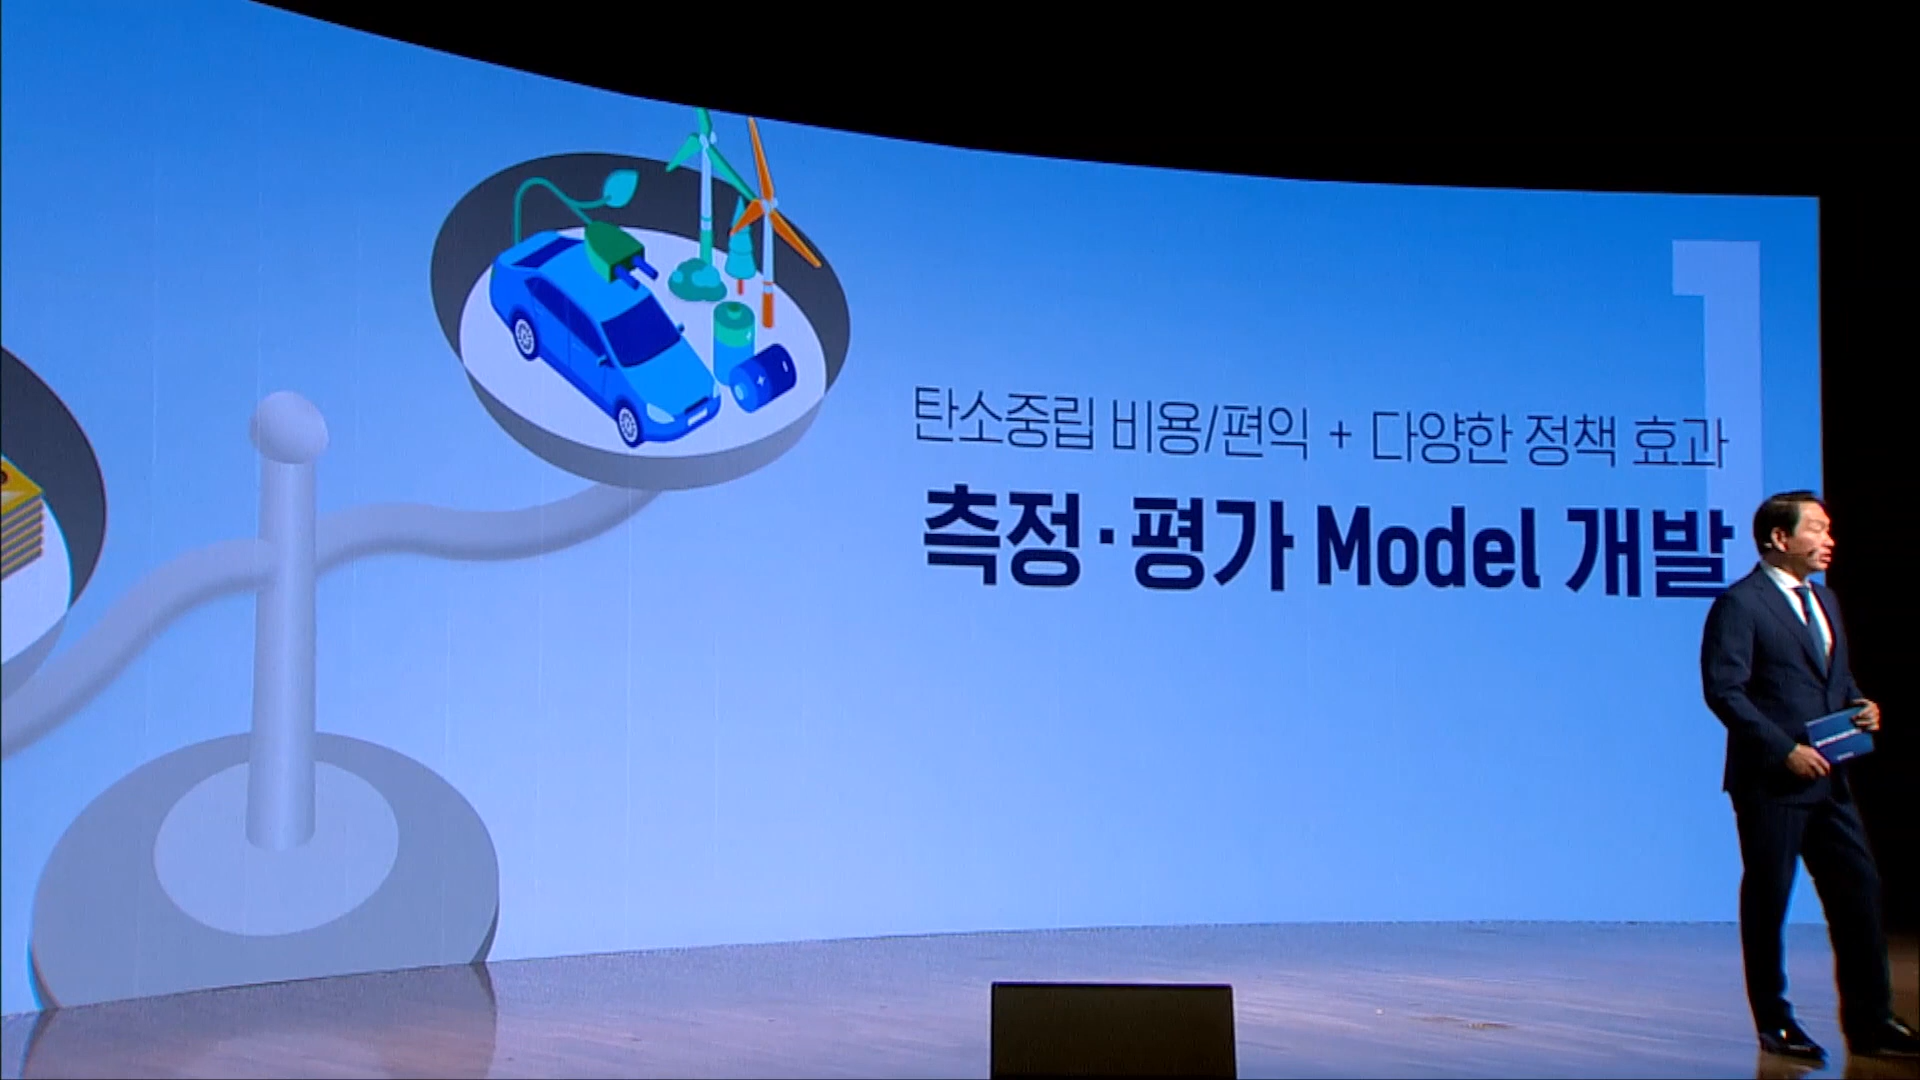 1
탄소중립 비용/편익 + 다양한 정책 효과
측정·평가 Model 개발